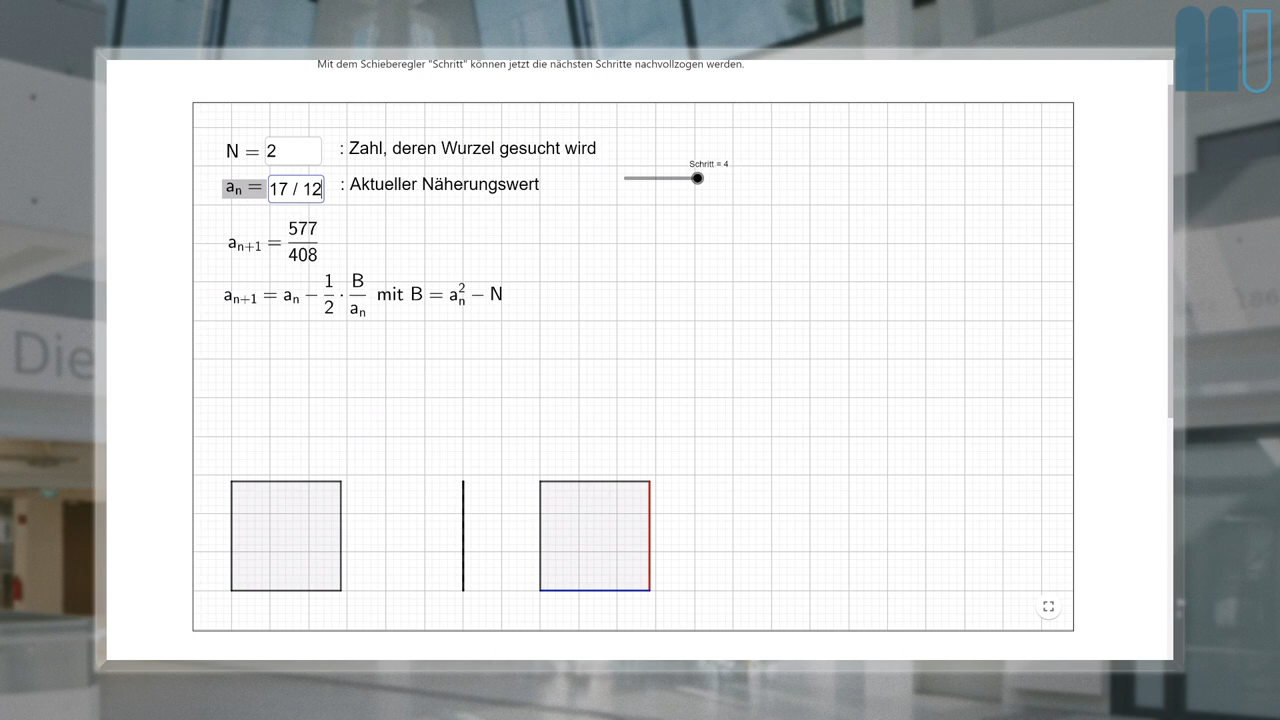 Mit dem Schieberegler "Schritt" können jetzt die nächsten Schritte nachvollzogen werden.
N = 2 : Zahl, deren Wurzel gesucht wird
Schritt = 4
aₙ = 17 / 12 : Aktueller Näherungswert
aₙ₊₁ = 577/408
aₙ₊₁ = aₙ − 1/2 · B/aₙ mit B = aₙ² − N
Die